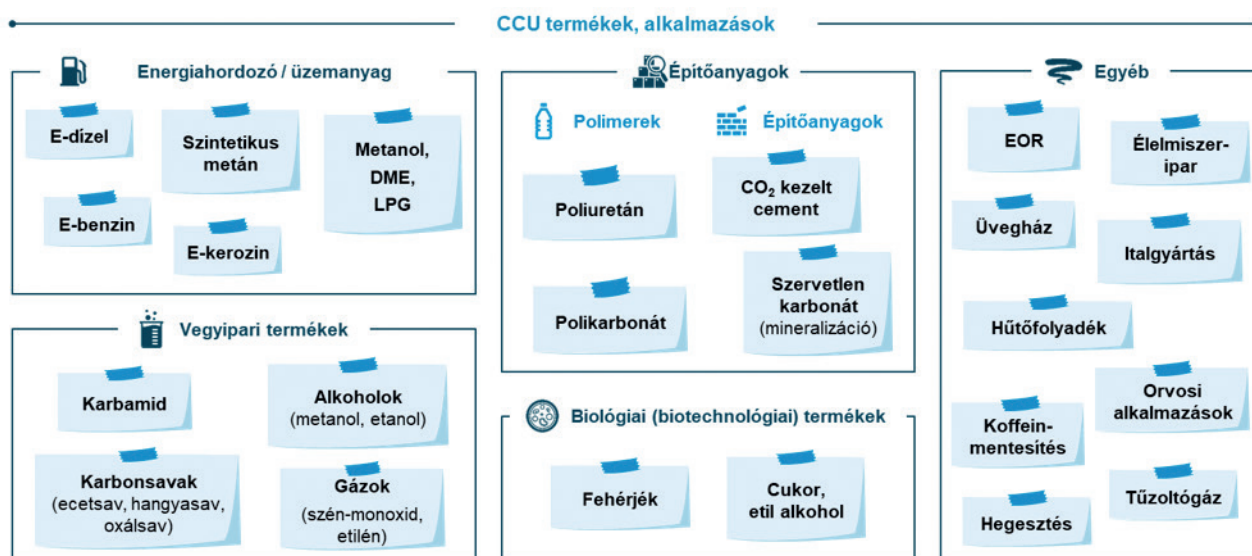 CCU termékek, alkalmazások
Energiahordozó / üzemanyag
E-dízel
Szintetikus
metán
Metanol,
DME,
LPG
E-benzin
E-kerozin
Vegyipari termékek
Karbamid
Alkoholok
(metanol, etanol)
Karbonsavak
(ecetsav, hangyasav,
oxálsav)
Gázok
(szén-monoxid,
etilén)
Építőanyagok
Polimerek
Építőanyagok
Poliuretán
CO₂ kezelt
cement
Polikarbonát
Szervetlen
karbonát
(mineralizáció)
Biológiai (biotechnológiai) termékek
Fehérjék
Cukor,
etil alkohol
Egyéb
EOR
Élelmiszer-
ipar
Üvegház
Italgyártás
Hűtőfolyadék
Orvosi
alkalmazások
Koffein-
mentesítés
Tűzoltógáz
Hegesztés